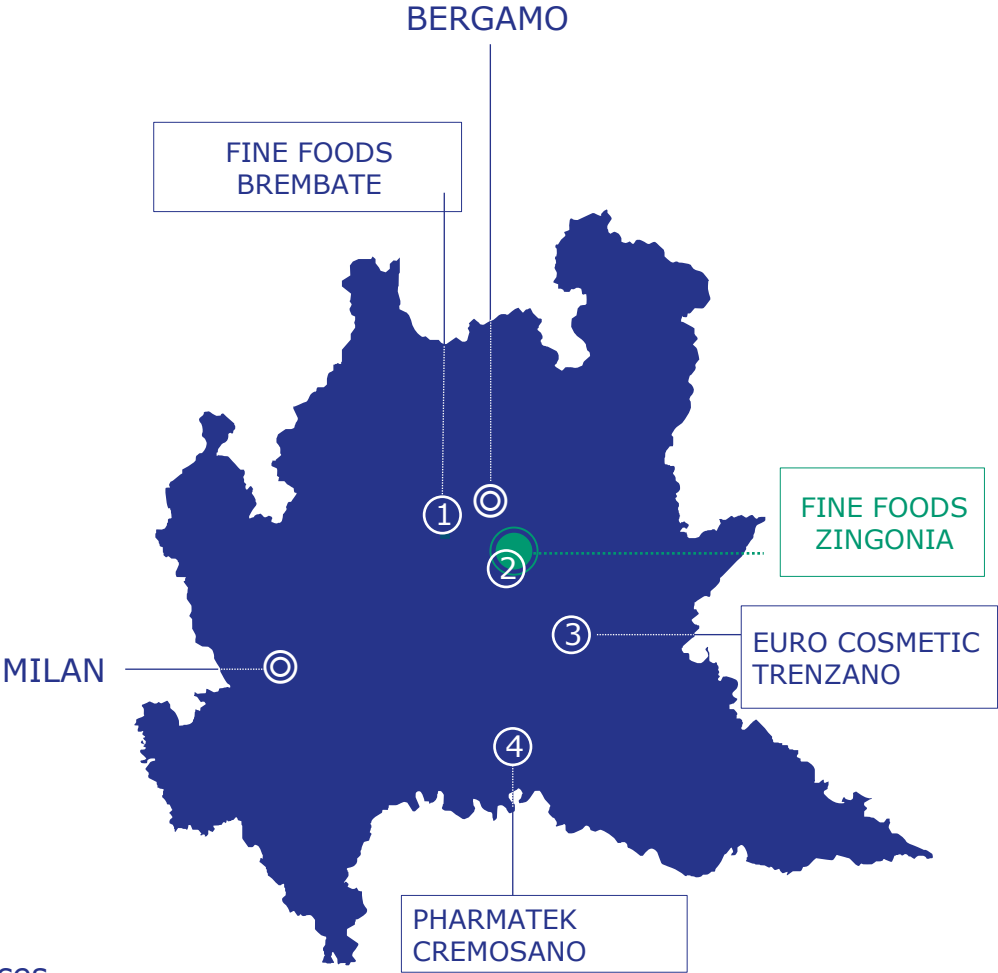 BERGAMO
FINE FOODS
BREMBATE
1
FINE FOODS
ZINGONIA
2
3
EURO COSMETIC
TRENZANO
MILAN
4
PHARMATEK
CREMOSANO